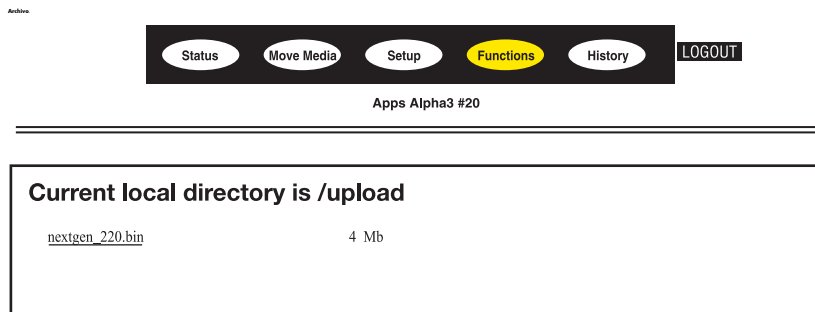 Archivo.
Status Move Media Setup Functions History LOGOUT
Apps Alpha3 #20
Current local directory is /upload
nextgen_220.bin 4 Mb